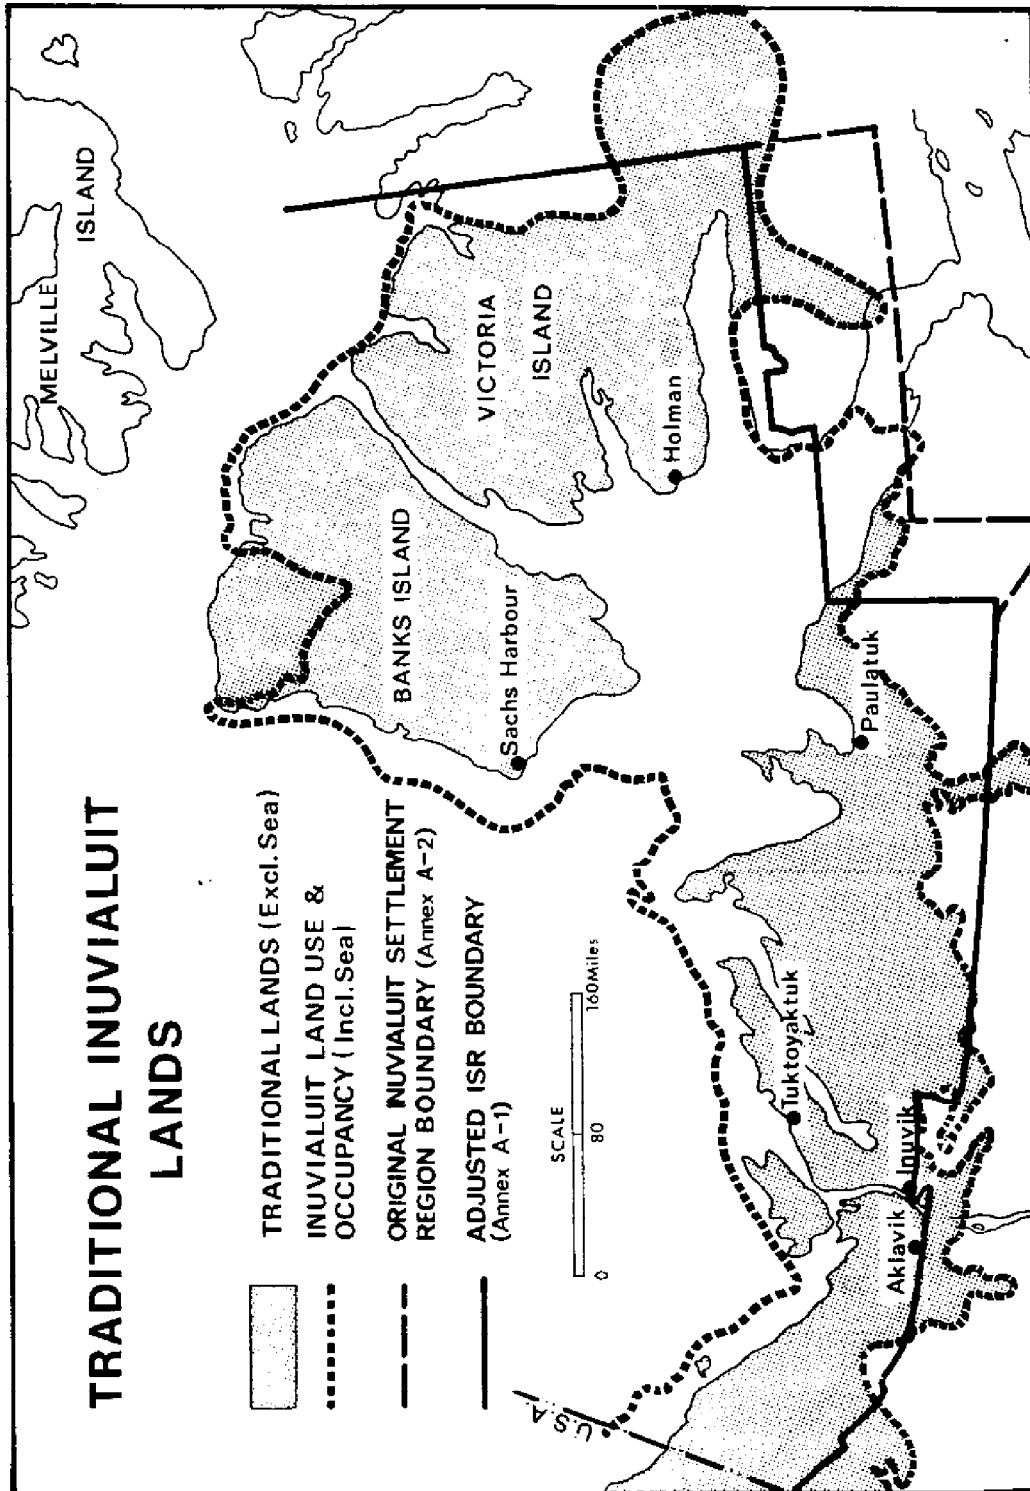 TRADITIONAL INUVIALUIT
LANDS
TRADITIONAL LANDS (Excl. Sea)
INUVIALUIT LAND USE &
OCCUPANCY (Incl. Sea)
ORIGINAL NUVIALUIT SETTLEMENT
REGION BOUNDARY (Annex A-2)
ADJUSTED ISR BOUNDARY
(Annex A-1)
SCALE
0 80 160Miles
U.S.A.
MELVILLE
ISLAND
BANKS ISLAND
Sachs Harbour
VICTORIA
ISLAND
Holman
Paulatuk
Tuktoyaktuk
Inuvik
Aklavik